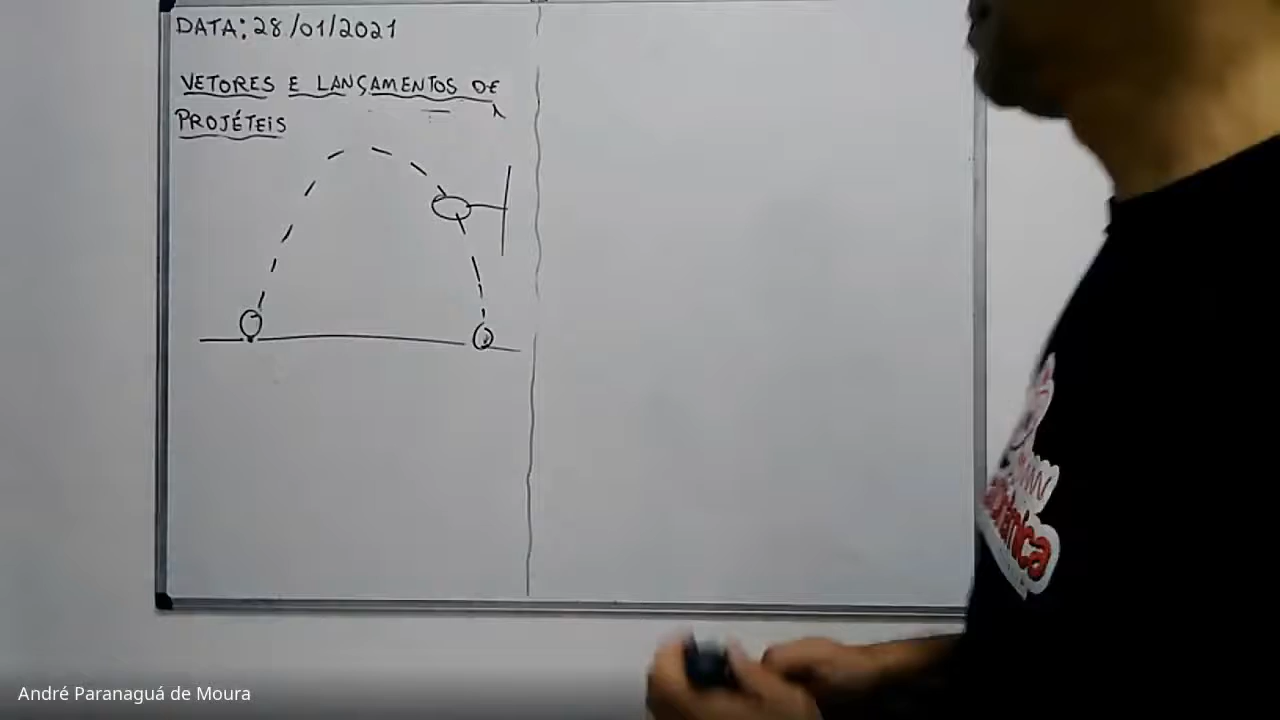 DATA: 28/01/2021
VETORES E LANÇAMENTOS DE
PROJÉTEIS
André Paranaguá de Moura